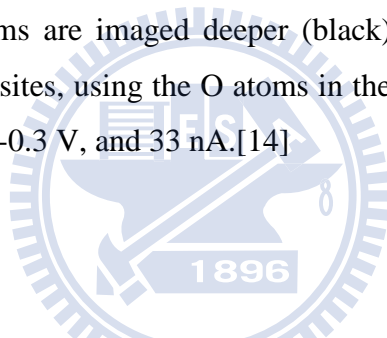 ms are imaged deeper (black)
sites, using the O atoms in the
-0.3 V, and 33 nA.[14]
E S
1896